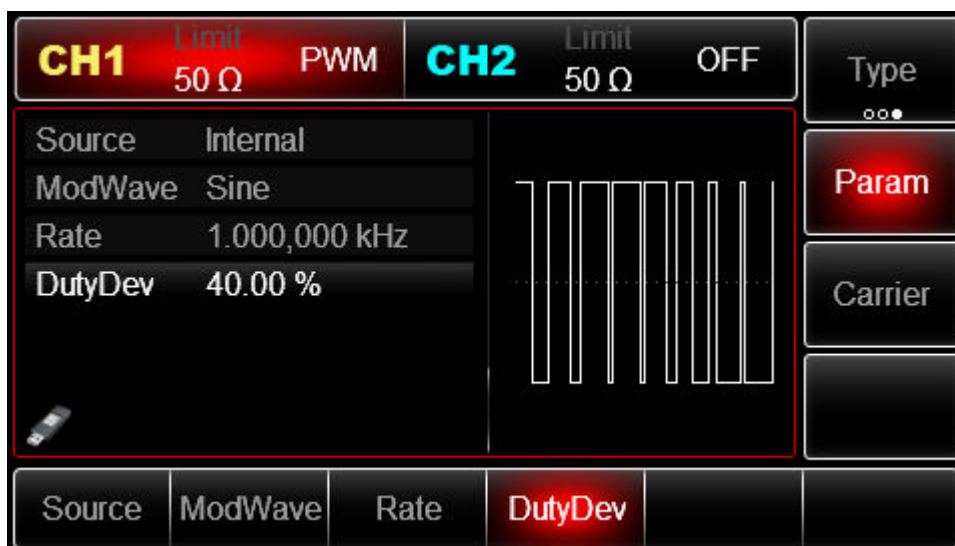 CH1 Limit 50 Ω PWM CH2 Limit 50 Ω OFF
Type
Source Internal
ModWave Sine
Rate 1.000,000 kHz
DutyDev 40.00 %
Param
Carrier
Source ModWave Rate DutyDev